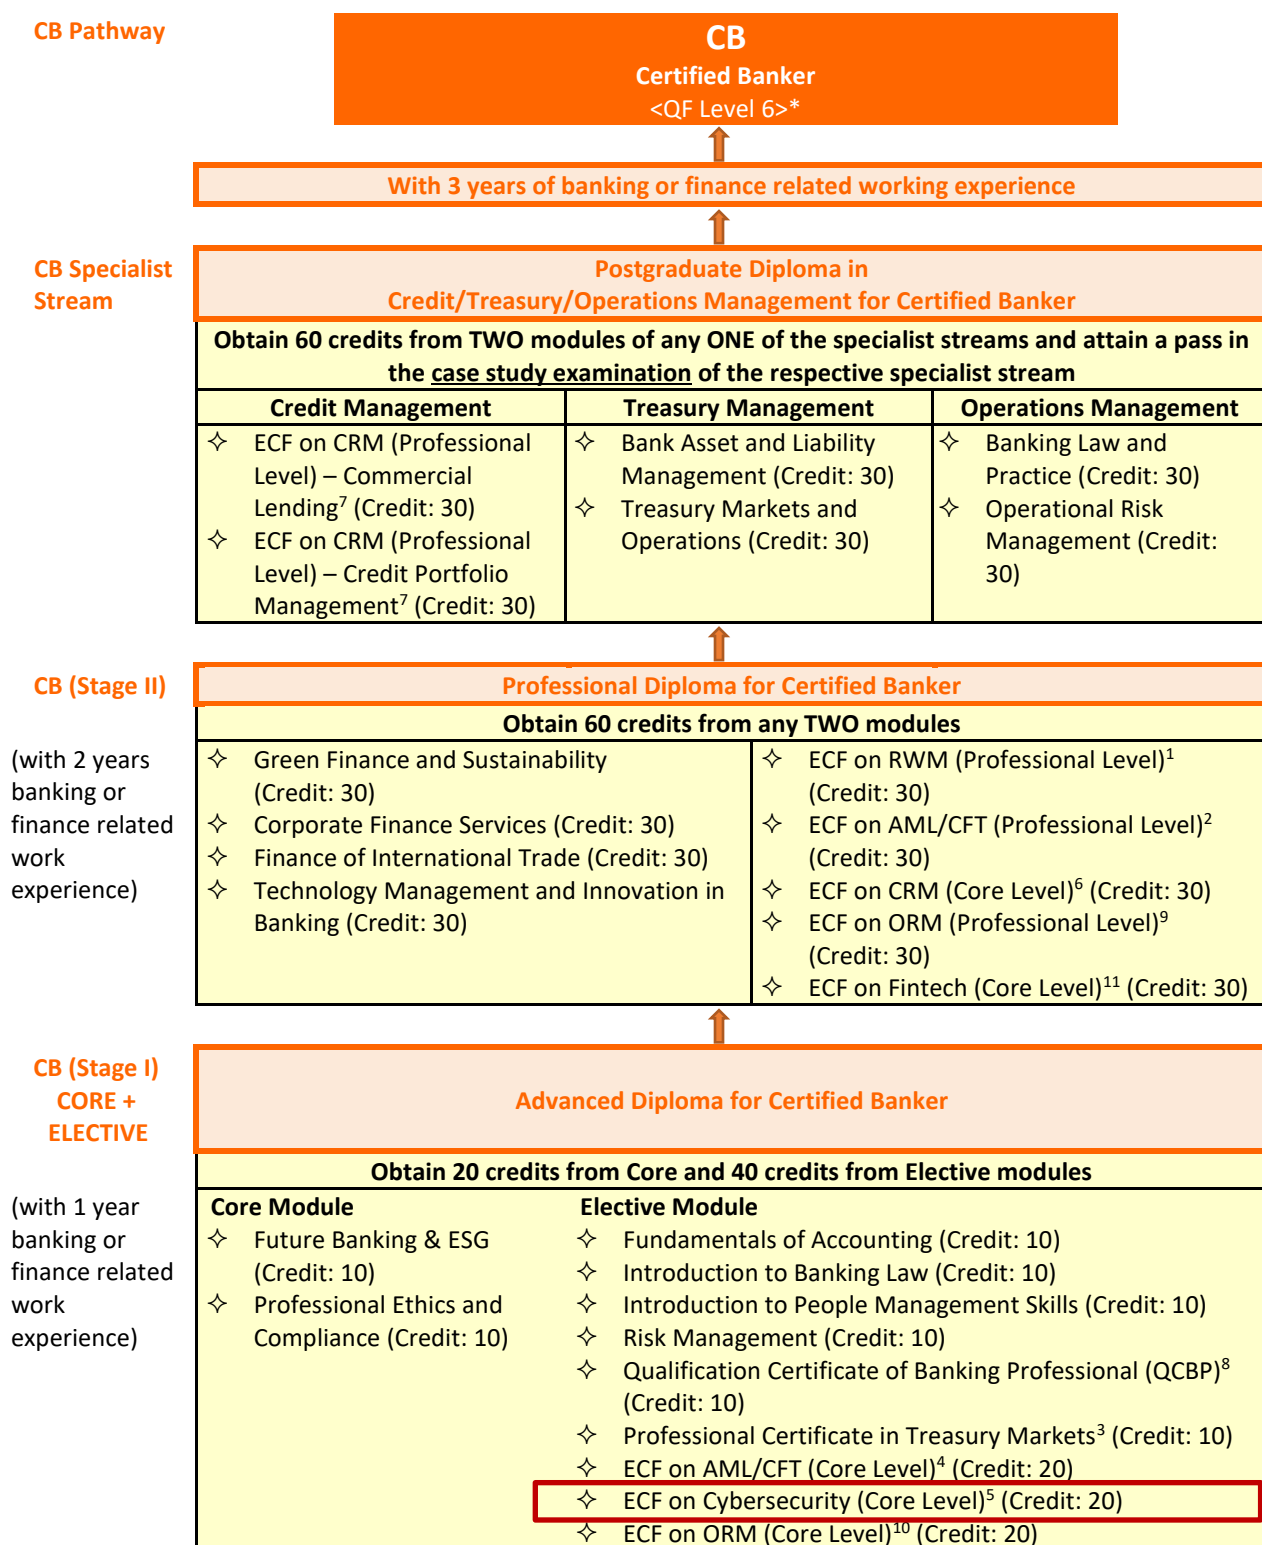 CB Pathway
CB
Certified Banker
<QF Level 6>*
With 3 years of banking or finance related working experience
CB Specialist
Stream
Postgraduate Diploma in
Credit/Treasury/Operations Management for Certified Banker
Obtain 60 credits from TWO modules of any ONE of the specialist streams and attain a pass in
the case study examination of the respective specialist stream
Credit Management
✧ ECF on CRM (Professional
Level) – Commercial
Lending⁷ (Credit: 30)
✧ ECF on CRM (Professional
Level) – Credit Portfolio
Management⁷ (Credit: 30)
Treasury Management
✧ Bank Asset and Liability
Management (Credit: 30)
✧ Treasury Markets and
Operations (Credit: 30)
Operations Management
✧ Banking Law and
Practice (Credit: 30)
✧ Operational Risk
Management (Credit:
30)
CB (Stage II)
(with 2 years
banking or
finance related
work
experience)
Professional Diploma for Certified Banker
Obtain 60 credits from any TWO modules
✧ Green Finance and Sustainability
(Credit: 30)
✧ Corporate Finance Services (Credit: 30)
✧ Finance of International Trade (Credit: 30)
✧ Technology Management and Innovation in
Banking (Credit: 30)
✧ ECF on RWM (Professional Level)¹
(Credit: 30)
✧ ECF on AML/CFT (Professional Level)²
(Credit: 30)
✧ ECF on CRM (Core Level)⁶ (Credit: 30)
✧ ECF on ORM (Professional Level)⁹
(Credit: 30)
✧ ECF on Fintech (Core Level)¹¹ (Credit: 30)
CB (Stage I)
CORE +
ELECTIVE
(with 1 year
banking or
finance related
work
experience)
Advanced Diploma for Certified Banker
Obtain 20 credits from Core and 40 credits from Elective modules
Core Module
✧ Future Banking & ESG
(Credit: 10)
✧ Professional Ethics and
Compliance (Credit: 10)
Elective Module
✧ Fundamentals of Accounting (Credit: 10)
✧ Introduction to Banking Law (Credit: 10)
✧ Introduction to People Management Skills (Credit: 10)
✧ Risk Management (Credit: 10)
✧ Qualification Certificate of Banking Professional (QCBP)⁸
(Credit: 10)
✧ Professional Certificate in Treasury Markets³ (Credit: 10)
✧ ECF on AML/CFT (Core Level)⁴ (Credit: 20)
✧ ECF on Cybersecurity (Core Level)⁵ (Credit: 20)
✧ ECF on ORM (Core Level)¹⁰ (Credit: 20)